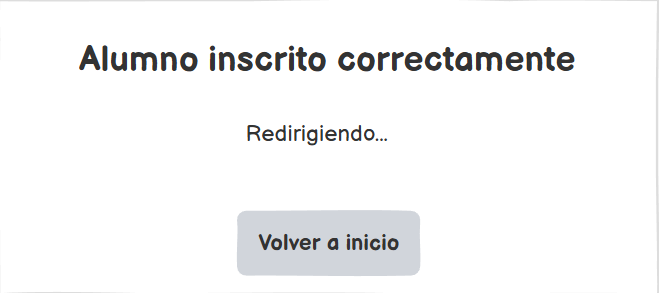 Alumno inscrito correctamente
Redirigiendo...
Volver a inicio